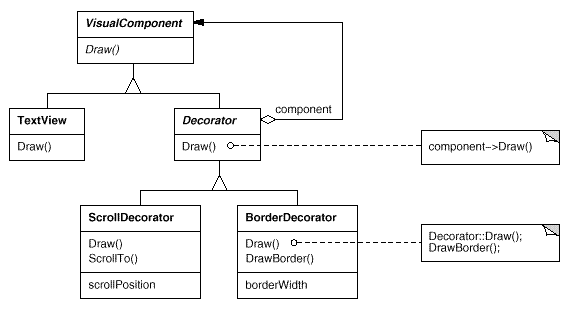 VisualComponent
Draw()
component
TextView
Draw()
Decorator
Draw()
component->Draw()
ScrollDecorator
Draw()
ScrollTo()
scrollPosition
BorderDecorator
Draw()
DrawBorder()
borderWidth
Decorator::Draw();
DrawBorder();